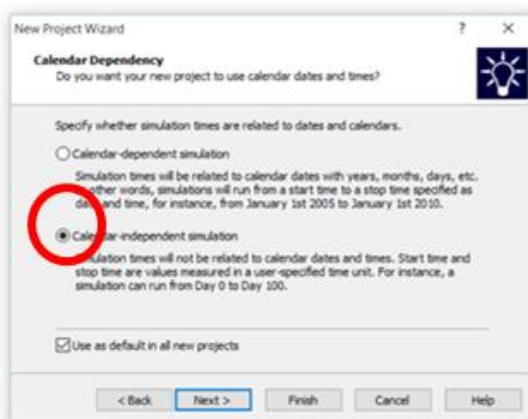 New Project Wizard ? ×
Calendar Dependency
Do you want your new project to use calendar dates and times?
Specify whether simulation times are related to dates and calendars.
Calendar-dependent simulation
Simulation times will be related to calendar dates with years, months, days, etc.
other words, simulations will run from a start time to a stop time specified as
and time, for instance, from January 1st 2005 to January 1st 2010.
Calendar-independent simulation
Simulation times will not be related to calendar dates and times. Start time and
stop time are values measured in a user-specified time unit. For instance, a
simulation can run from Day 0 to Day 100.
Use as default in all new projects
< Back Next > Finish Cancel Help